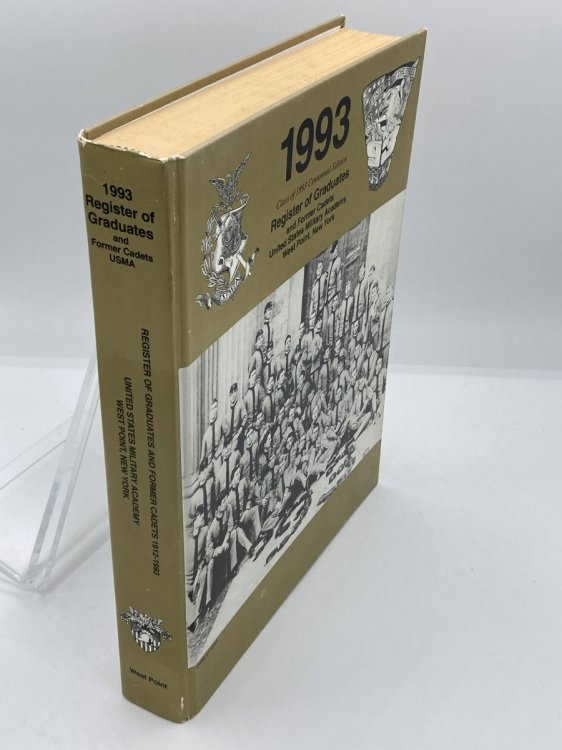 1993
Register of
Graduates
and
Former Cadets
USMA
REGISTER OF GRADUATES AND FORMER CADETS 1912-1993
UNITED STATES MILITARY ACADEMY
WEST POINT, NEW YORK
West Point
1993
Class of 1893 Centennial Edition
Register of Graduates
and Former Cadets
United States Military Academy,
West Point, New York